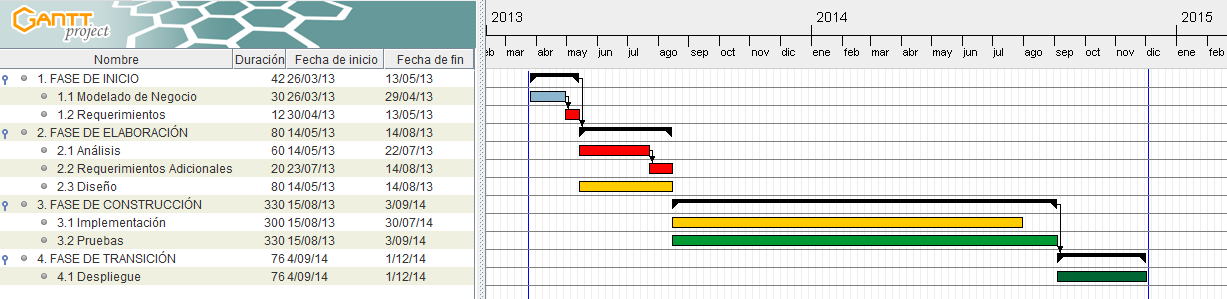 GANTT
project
2013 2014 2015
eb mar abr may jun jul ago sep oct nov dic ene feb mar abr may jun jul ago sep oct nov dic ene feb
Nombre Duración Fecha de inicio Fecha de fin
1. FASE DE INICIO 42 26/03/13 13/05/13
1.1 Modelado de Negocio 30 26/03/13 29/04/13
1.2 Requerimientos 12 30/04/13 13/05/13
2. FASE DE ELABORACIÓN 80 14/05/13 14/08/13
2.1 Análisis 60 14/05/13 22/07/13
2.2 Requerimientos Adicionales 20 23/07/13 14/08/13
2.3 Diseño 80 14/05/13 14/08/13
3. FASE DE CONSTRUCCIÓN 330 15/08/13 3/09/14
3.1 Implementación 300 15/08/13 30/07/14
3.2 Pruebas 330 15/08/13 3/09/14
4. FASE DE TRANSICIÓN 76 4/09/14 1/12/14
4.1 Despliegue 76 4/09/14 1/12/14